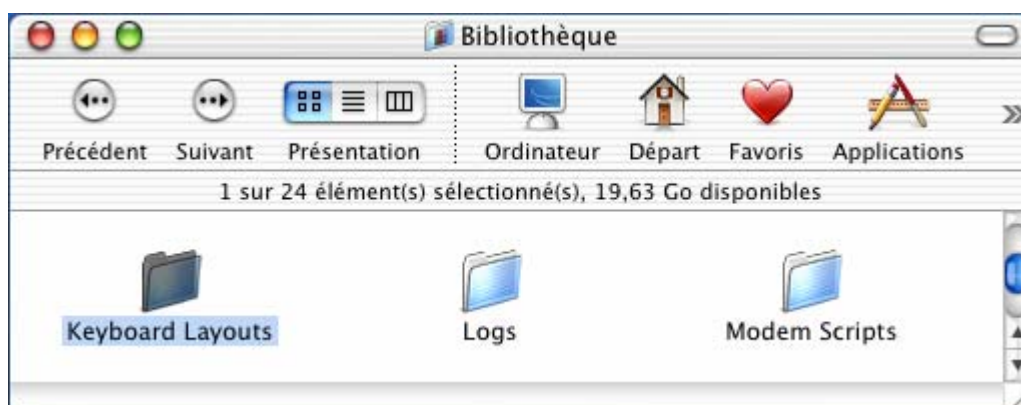 Bibliothèque
Précédent Suivant Présentation Ordinateur Départ Favoris Applications
1 sur 24 élément(s) sélectionné(s), 19,63 Go disponibles
Keyboard Layouts Logs Modem Scripts